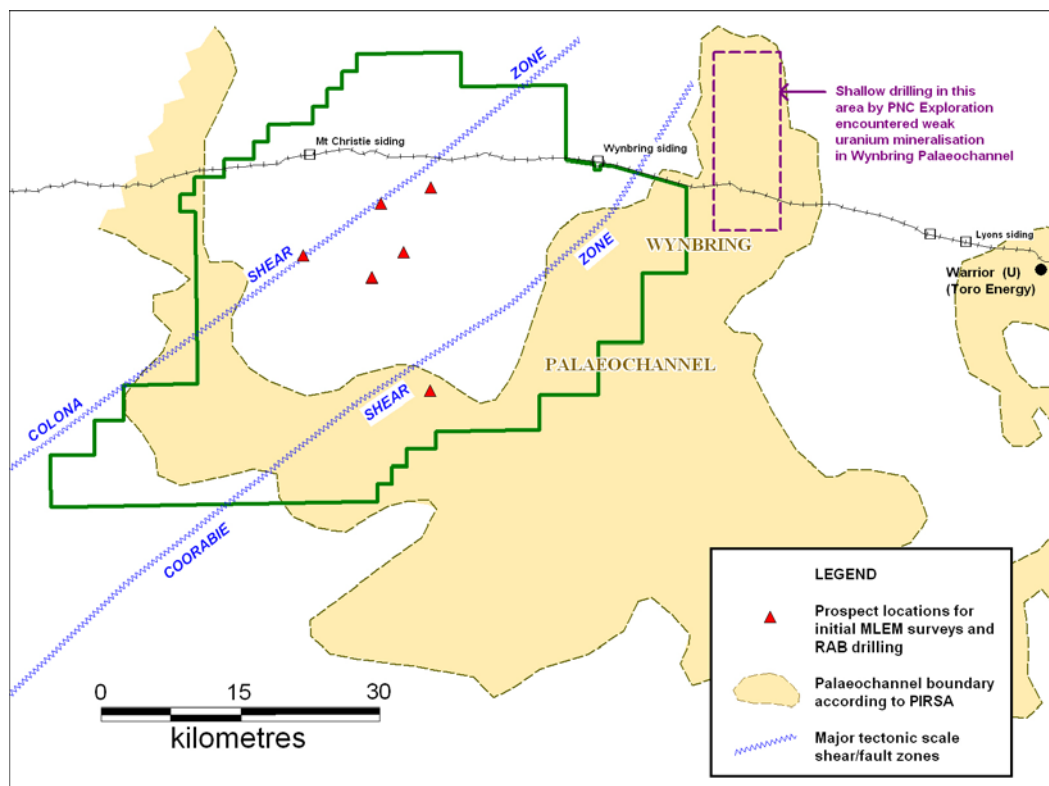 ZONE
Mt Christie siding
Wynbring siding
Shallow drilling in this
area by PNC Exploration
encountered weak
uranium mineralisation
in Wynbring Palaeochannel
SHEAR
ZONE
WYNBRING
Lyons siding
Warrior (U)
(Toro Energy)
PALAEOCHANNEL
SHEAR
COLONA
COORABIE
0 15 30
kilometres
LEGEND
Prospect locations for
initial MLEM surveys and
RAB drilling
Palaeochannel boundary
according to PIRSA
Major tectonic scale
shear/fault zones